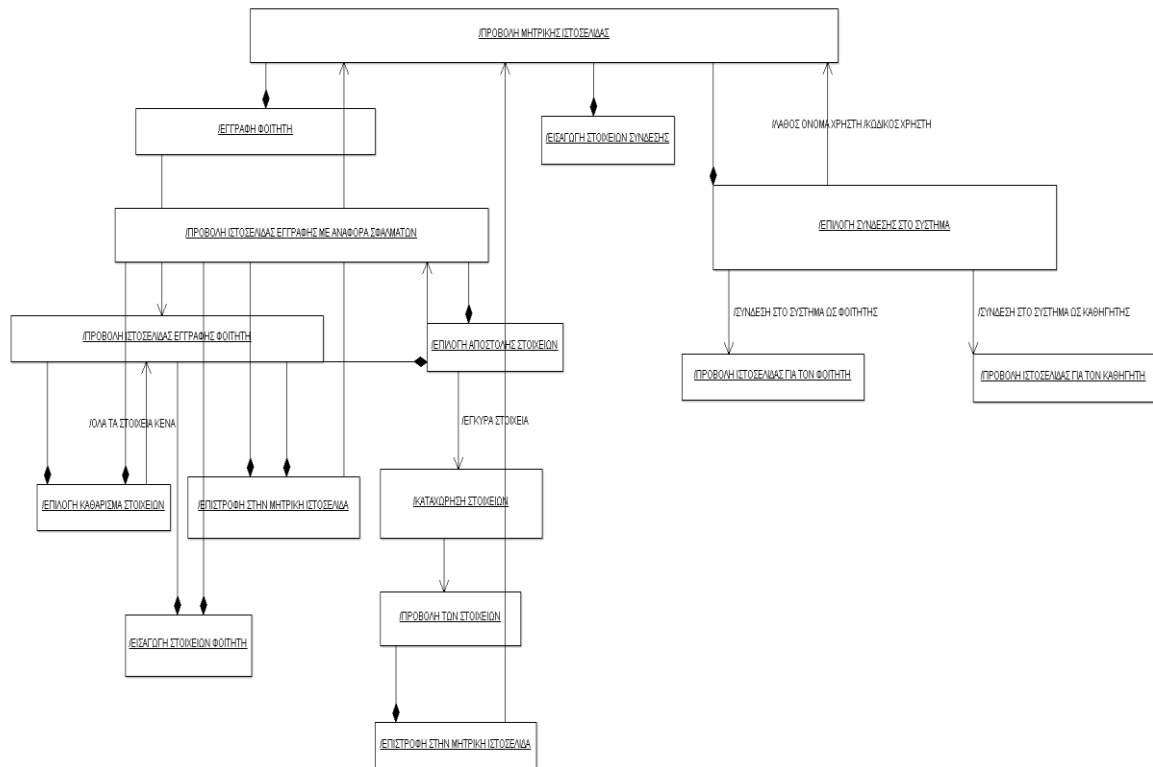 /ΠΡΟΒΟΛΗ ΜΗΤΡΙΚΗΣ ΙΣΤΟΣΕΛΙΔΑΣ
/ΕΓΓΡΑΦΗ ΦΟΙΤΗΤΗ
/ΕΙΣΑΓΩΓΗ ΣΤΟΙΧΕΙΩΝ ΣΥΝΔΕΣΗΣ
/ΛΑΘΟΣ ΟΝΟΜΑ ΧΡΗΣΤΗ /ΚΩΔΙΚΟΣ ΧΡΗΣΤΗ
/ΠΡΟΒΟΛΗ ΙΣΤΟΣΕΛΙΔΑΣ ΕΓΓΡΑΦΗΣ ΜΕ ΑΝΑΦΟΡΑ ΣΦΑΛΜΑΤΩΝ
/ΕΠΙΛΟΓΗ ΣΥΝΔΕΣΗΣ ΣΤΟ ΣΥΣΤΗΜΑ
/ΣΥΝΔΕΣΗ ΣΤΟ ΣΥΣΤΗΜΑ ΩΣ ΦΟΙΤΗΤΗΣ
/ΣΥΝΔΕΣΗ ΣΤΟ ΣΥΣΤΗΜΑ ΩΣ ΚΑΘΗΓΗΤΗΣ
/ΠΡΟΒΟΛΗ ΙΣΤΟΣΕΛΙΔΑΣ ΕΓΓΡΑΦΗΣ ΦΟΙΤΗΤΗ
/ΕΠΙΛΟΓΗ ΑΠΟΣΤΟΛΗΣ ΣΤΟΙΧΕΙΩΝ
/ΠΡΟΒΟΛΗ ΙΣΤΟΣΕΛΙΔΑΣ ΓΙΑ ΤΟΝ ΦΟΙΤΗΤΗ
/ΠΡΟΒΟΛΗ ΙΣΤΟΣΕΛΙΔΑΣ ΓΙΑ ΤΟΝ ΚΑΘΗΓΗΤΗ
/ΟΛΑ ΤΑ ΣΤΟΙΧΕΙΑ ΚΕΝΑ
/ΕΓΚΥΡΑ ΣΤΟΙΧΕΙΑ
/ΕΠΙΛΟΓΗ ΚΑΘΑΡΙΣΜΑ ΣΤΟΙΧΕΙΩΝ
/ΕΠΙΣΤΡΟΦΗ ΣΤΗΝ ΜΗΤΡΙΚΗ ΙΣΤΟΣΕΛΙΔΑ
/ΚΑΤΑΧΩΡΗΣΗ ΣΤΟΙΧΕΙΩΝ
/ΠΡΟΒΟΛΗ ΤΩΝ ΣΤΟΙΧΕΙΩΝ
/ΕΙΣΑΓΩΓΗ ΣΤΟΙΧΕΙΩΝ ΦΟΙΤΗΤΗ
/ΕΠΙΣΤΡΟΦΗ ΣΤΗΝ ΜΗΤΡΙΚΗ ΙΣΤΟΣΕΛΙΔΑ